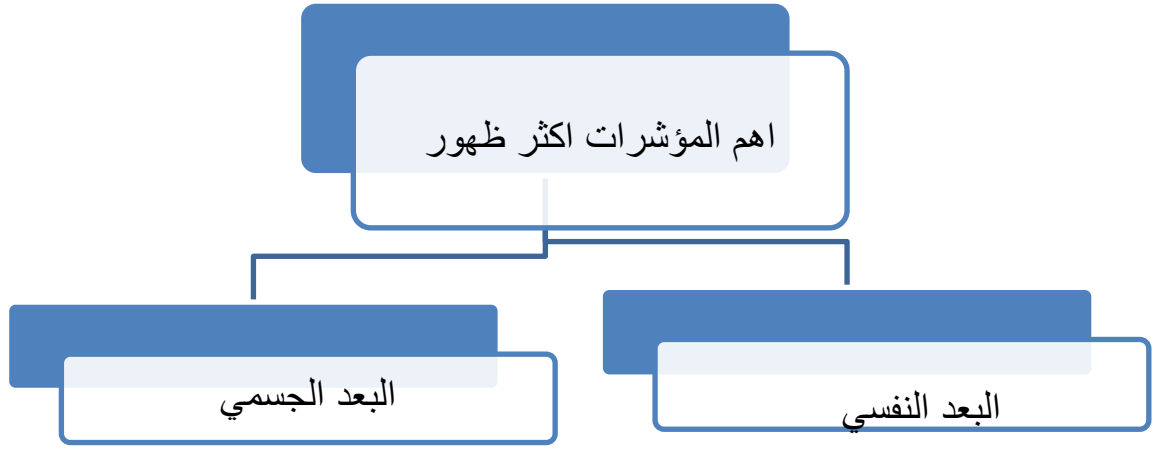 اهم المؤشرات اكثر ظهور
البعد النفسي
البعد الجسمي